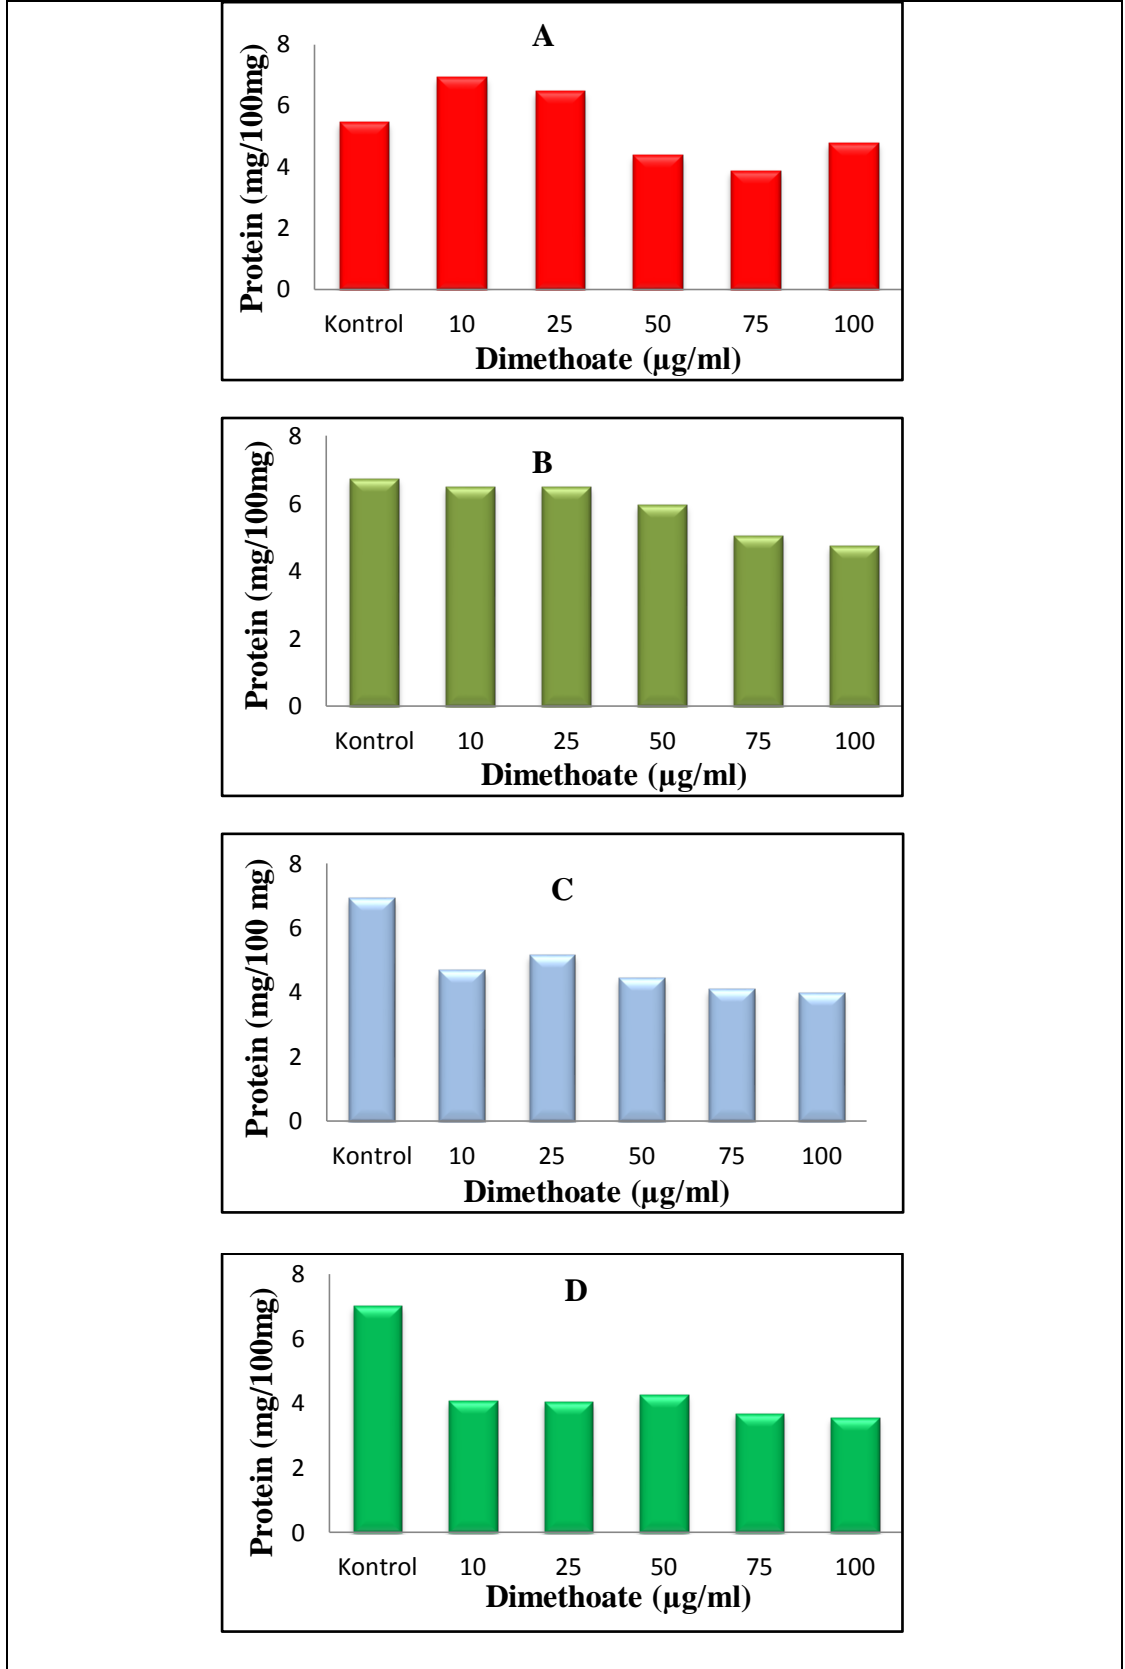 A
Protein (mg/100mg)
8
6
4
2
0
Kontrol 10 25 50 75 100
Dimethoate (µg/ml)
B
Protein (mg/100mg)
8
6
4
2
0
Kontrol 10 25 50 75 100
Dimethoate (µg/ml)
C
Protein (mg/100 mg)
8
6
4
2
0
Kontrol 10 25 50 75 100
Dimethoate (µg/ml)
D
Protein (mg/100mg)
8
6
4
2
0
Kontrol 10 25 50 75 100
Dimethoate (µg/ml)